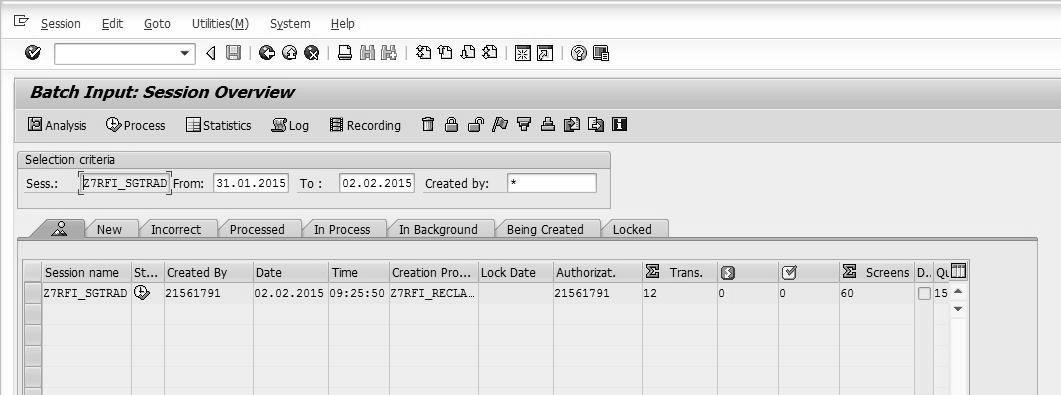 Session Edit Goto Utilities(M) System Help
Batch Input: Session Overview
Analysis Process Statistics Log Recording
Selection criteria
Sess.: Z7RFI_SGTRAD From: 31.01.2015 To : 02.02.2015 Created by: *
New Incorrect Processed In Process In Background Being Created Locked
Session name St... Created By Date Time Creation Pro... Lock Date Authorizat. Σ Trans. Σ Screens D.. Qu
Z7RFI_SGTRAD 21561791 02.02.2015 09:25:50 Z7RFI_RECLA... 21561791 12 0 0 60 15